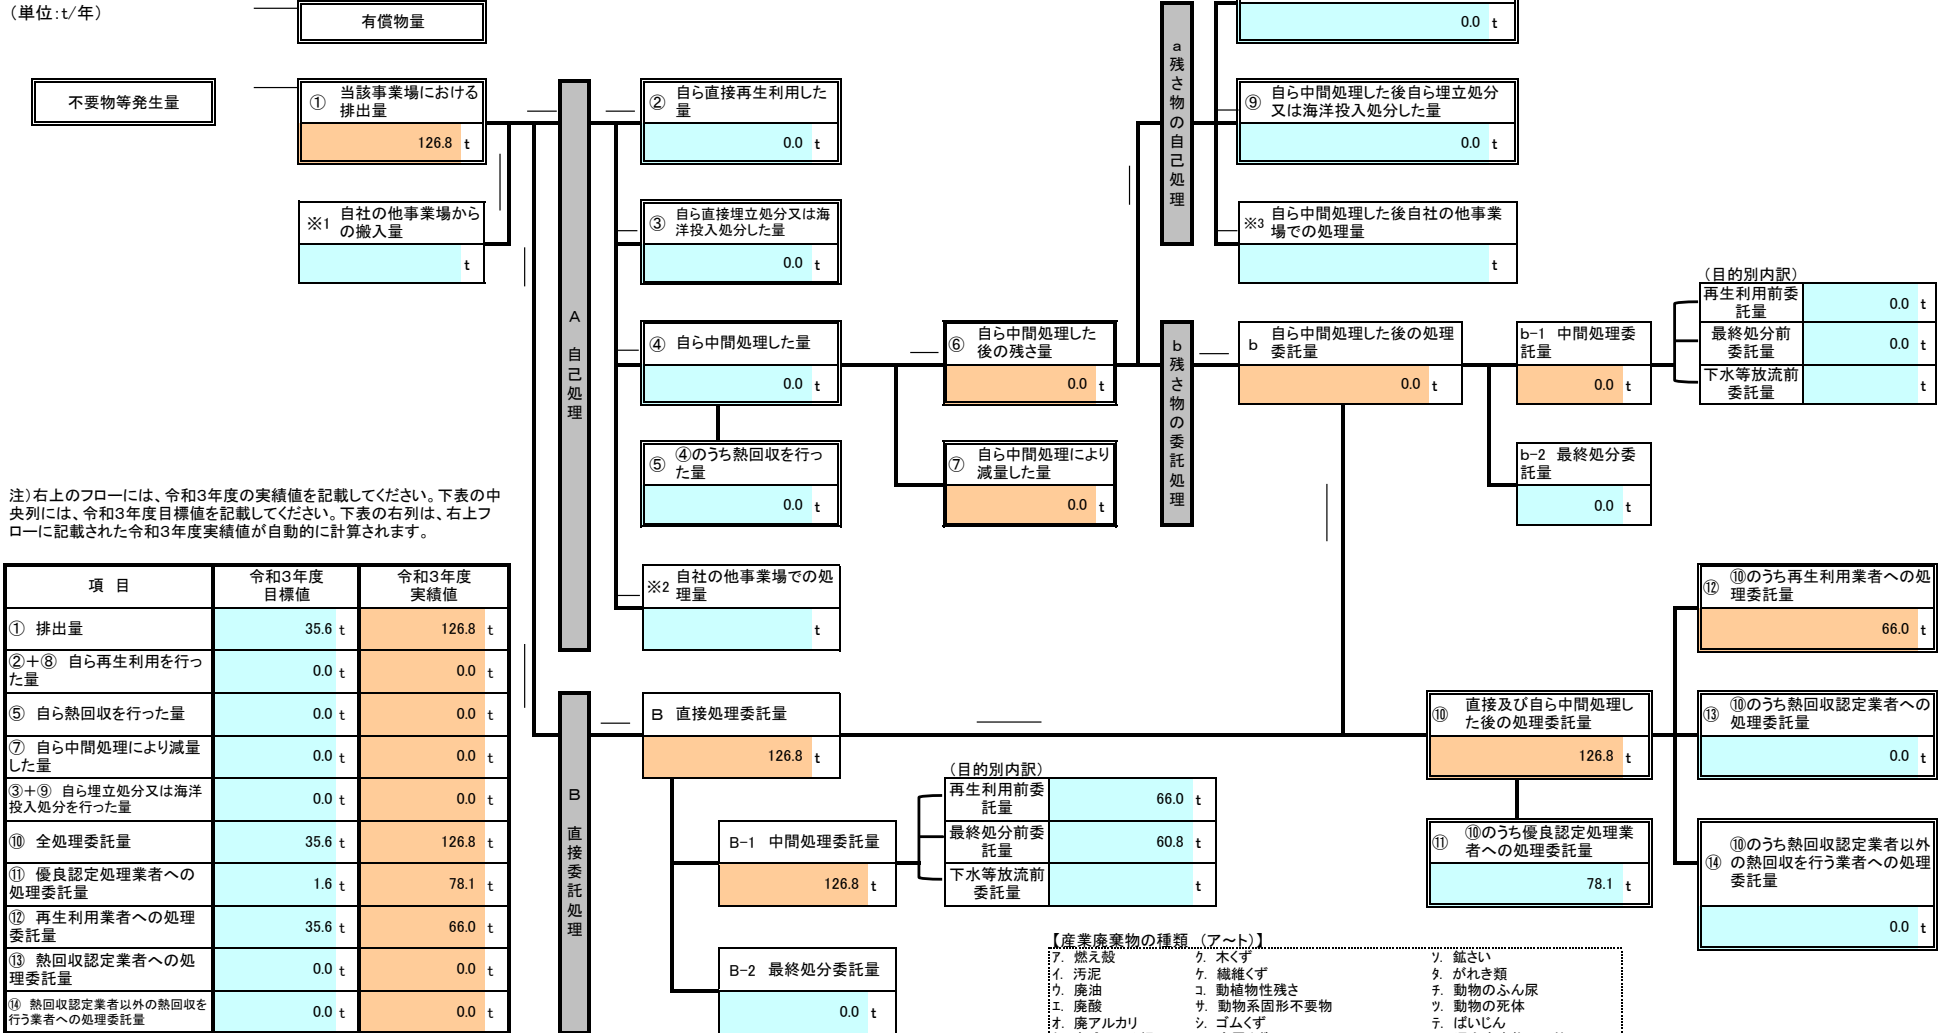 (単位:t/年)
有償物量
不要物等発生量
① 当該事業場における
排出量
126.8 t
※1 自社の他事業場から
の搬入量
t
A 自己処理
② 自ら直接再生利用した
量
0.0 t
③ 自ら直接埋立処分又は海
洋投入処分した量
0.0 t
④ 自ら中間処理した量
0.0 t
⑤ ④のうち熱回収を行っ
た量
0.0 t
※2 自社の他事業場での処
理量
t
⑥ 自ら中間処理した
後の残さ量
0.0 t
⑦ 自ら中間処理により
減量した量
0.0 t
a 残さ物の自己処理
0.0 t
⑨ 自ら中間処理した後自ら埋立処分
又は海洋投入処分した量
0.0 t
※3 自ら中間処理した後自社の他事業
場での処理量
t
b 残さ物の委託処理
b 自ら中間処理した後の処理
委託量
0.0 t
b-1 中間処理委
託量
0.0 t
(目的別内訳)
再生利用前委
託量
0.0 t
最終処分前
委託量
0.0 t
下水等放流前
委託量
t
b-2 最終処分委
託量
0.0 t
注)右上のフローには、令和3年度の実績値を記載してください。下表の中
央列には、令和3年度目標値を記載してください。下表の右列は、右上フ
ローに記載された令和3年度実績値が自動的に計算されます。
項 目 令和3年度
目標値 令和3年度
実績値
① 排出量 35.6 t 126.8 t
②+⑧ 自ら再生利用を行っ
た量 0.0 t 0.0 t
⑤ 自ら熱回収を行った量 0.0 t 0.0 t
⑦ 自ら中間処理により減量
した量 0.0 t 0.0 t
③+⑨ 自ら埋立処分又は海洋
投入処分を行った量 0.0 t 0.0 t
⑩ 全処理委託量 35.6 t 126.8 t
⑪ 優良認定処理業者への
処理委託量 1.6 t 78.1 t
⑫ 再生利用業者への処理
委託量 35.6 t 66.0 t
⑬ 熱回収認定業者への処
理委託量 0.0 t 0.0 t
⑭ 熱回収認定業者以外の熱回収を
行う業者への処理委託量 0.0 t 0.0 t
B 直接委託処理
B 直接処理委託量
126.8 t
B-1 中間処理委託量
126.8 t
(目的別内訳)
再生利用前委
託量
66.0 t
最終処分前委
託量
60.8 t
下水等放流前
委託量
t
B-2 最終処分委託量
0.0 t
⑩ 直接及び自ら中間処理し
た後の処理委託量
126.8 t
⑪ ⑩のうち優良認定処理業
者への処理委託量
78.1 t
⑫ ⑩のうち再生利用業者への処
理委託量
66.0 t
⑬ ⑩のうち熱回収認定業者への
処理委託量
0.0 t
⑭ ⑩のうち熱回収認定業者以外
の熱回収を行う業者への処理
委託量
0.0 t
【産業廃棄物の種類 (ア~ト)】
ア. 燃え殻 ク. 木くず ソ. 鉱さい
イ. 汚泥 ケ. 繊維くず タ. がれき類
ウ. 廃油 コ. 動植物性残さ チ. 動物のふん尿
エ. 廃酸 サ. 動物系固形不要物 ツ. 動物の死体
オ. 廃アルカリ シ. ゴムくず テ. ばいじん